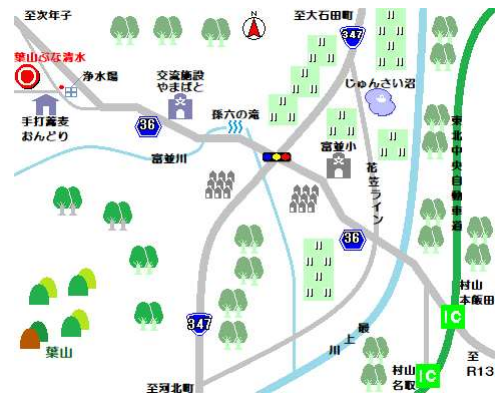 至次年子
至大石田町
347
葉山ぶな清水
浄水場
交流施設
やまばと
じゅんさい沼
手打蕎麦
おんどり
36
孫六の滝
富並小
富並川
花笠ライン
東北中央自動車道
36
村山
本飯田
IC
347
最上川
葉山
村山
名取
IC
至
R13
至河北町